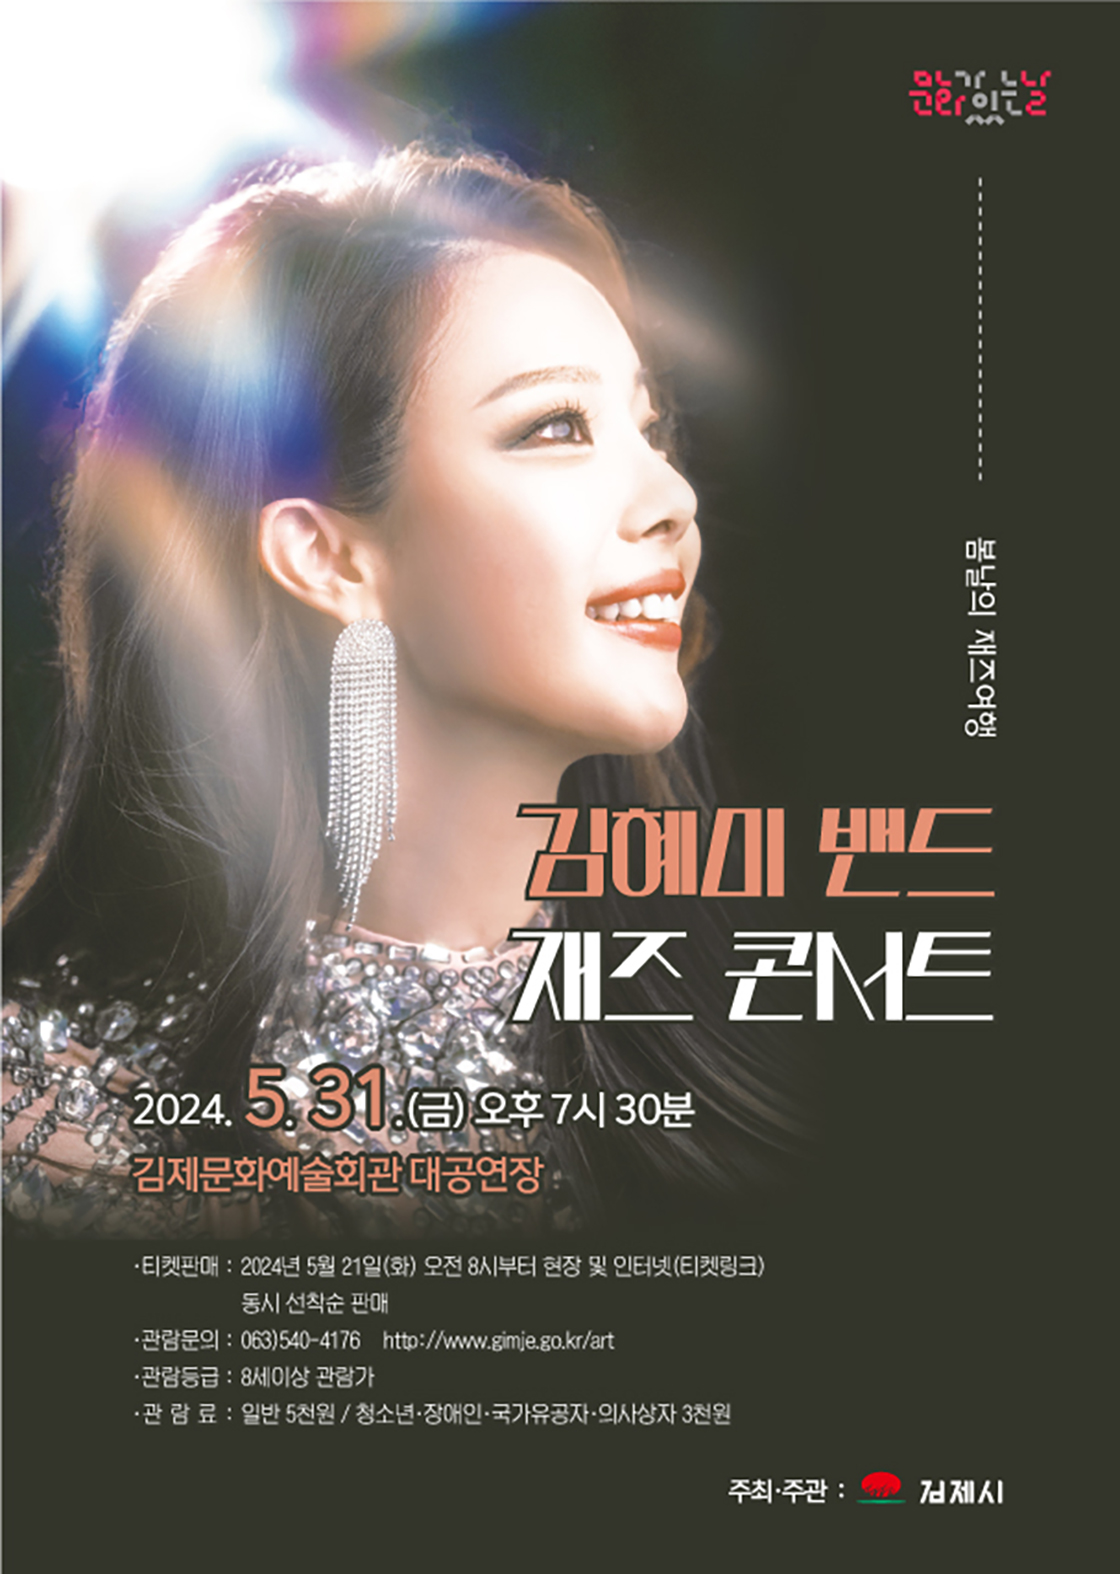 문화가 있는 날
봄날의 재즈여행
김혜미 밴드
재즈 콘서트
2024. 5. 31.(금) 오후 7시 30분
김제문화예술회관 대공연장
·티켓판매 : 2024년 5월 21일(화) 오전 8시부터 현장 및 인터넷(티켓링크)
동시 선착순 판매
·관람문의 : 063)540-4176 http://www.gimje.go.kr/art
·관람등급 : 8세이상 관람가
·관 람 료 : 일반 5천원 / 청소년·장애인·국가유공자·의사상자 3천원
주최·주관 : 김제시